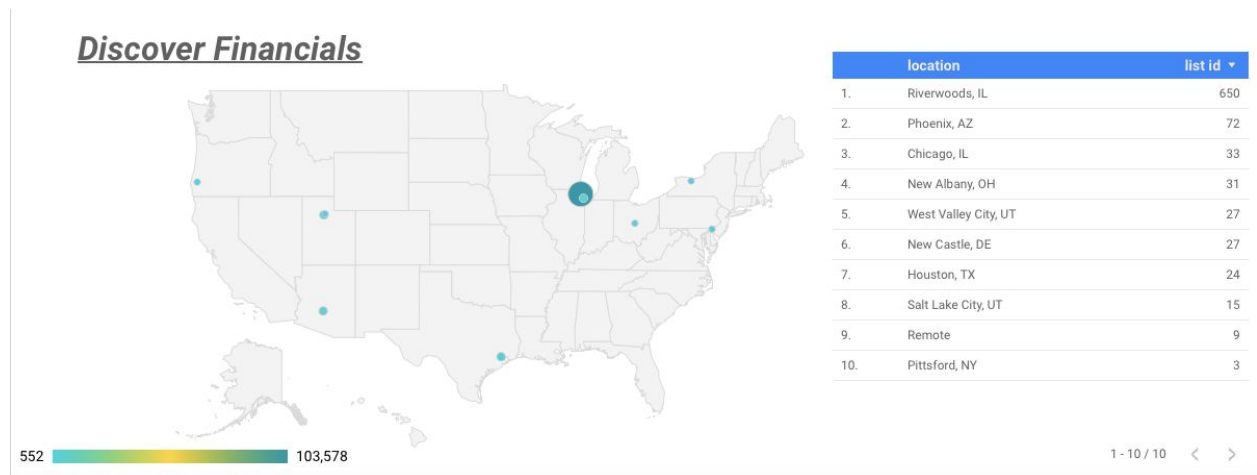 Discover Financials
location list id
1. Riverwoods, IL 650
2. Phoenix, AZ 72
3. Chicago, IL 33
4. New Albany, OH 31
5. West Valley City, UT 27
6. New Castle, DE 27
7. Houston, TX 24
8. Salt Lake City, UT 15
9. Remote 9
10. Pittsford, NY 3
552 103,578
1 - 10 / 10